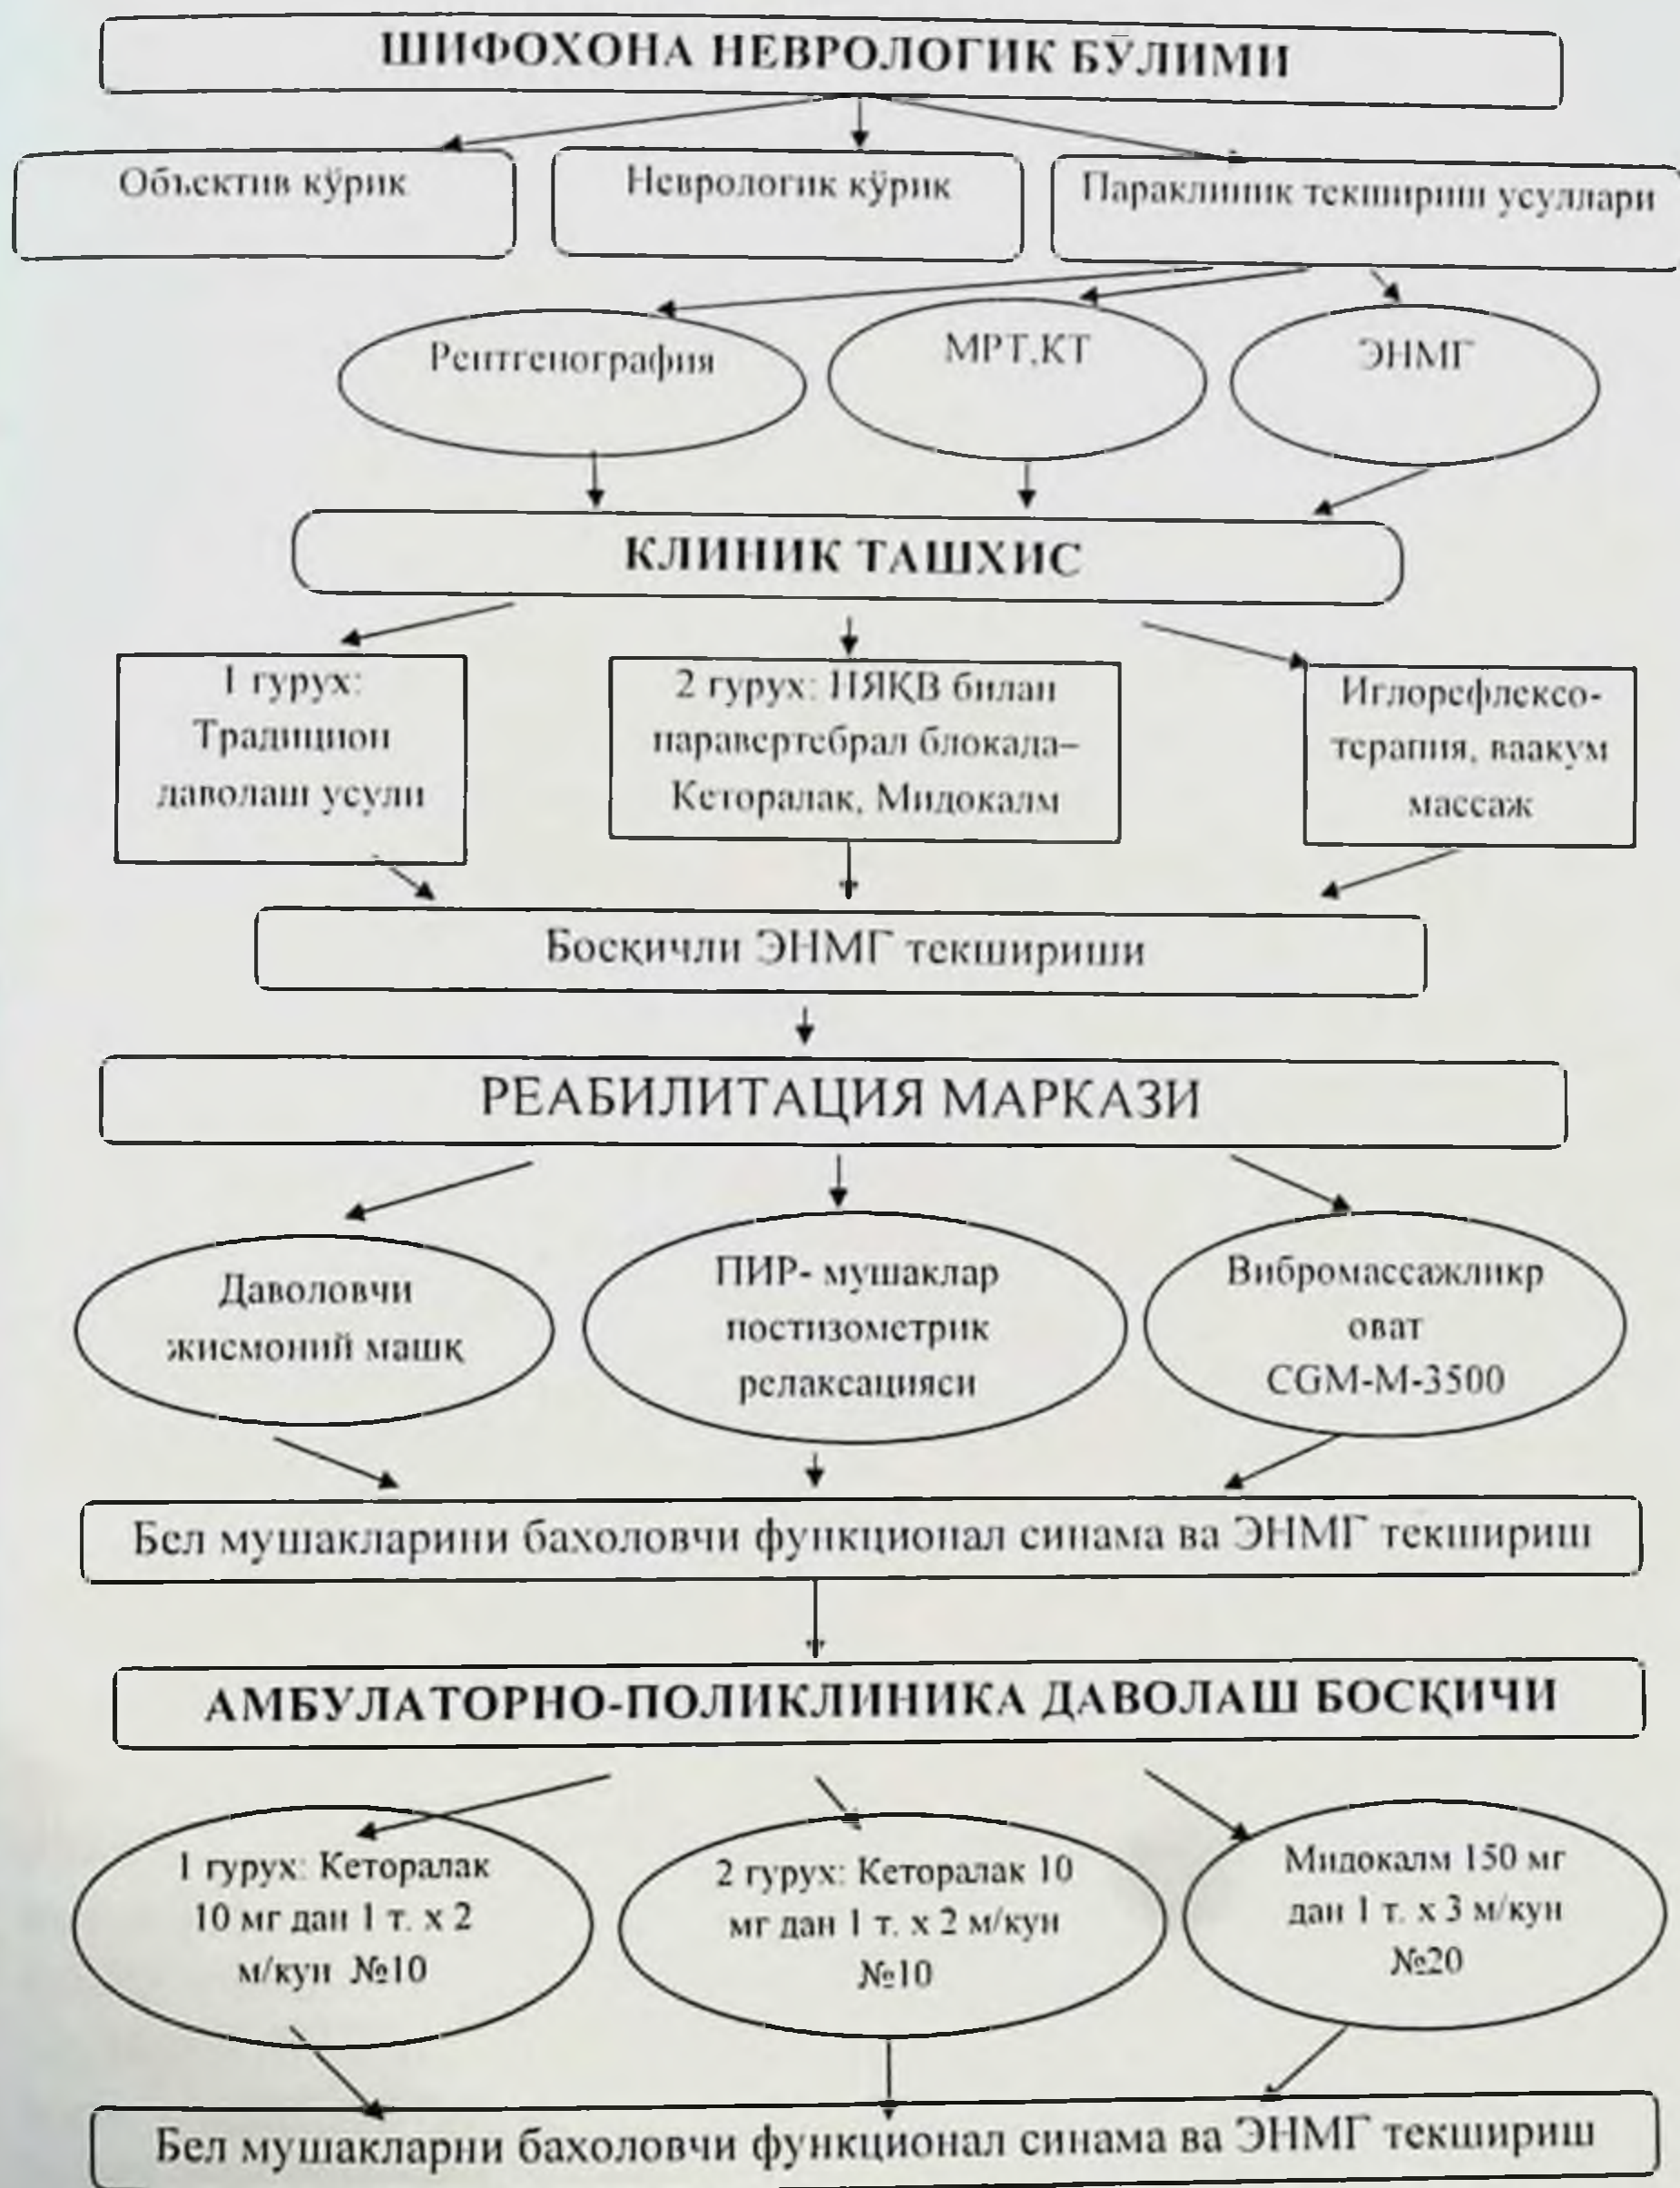 ШИФОХОНА НЕВРОЛОГИК БЎЛИМИ
Объектив кўрик
Неврологик кўрик
Параклиник текшириш усуллари
Рентгенография
МРТ,КТ
ЭНМГ
КЛИНИК ТАШХИС
1 гурух:
Традицион
даволаш усули
2 гурух: НЯҚВ билан
паравертебрал блокала–
Кеторалак, Мидокалм
Иглорефлексо-
терапия, ваакум
массаж
Босқичли ЭНМГ текшириши
РЕАБИЛИТАЦИЯ МАРКАЗИ
Даволовчи
жисмоний машқ
ПИР- мушаклар
постизометрик
релаксацияси
Вибромассажликр
оват
CGM-M-3500
Бел мушакларини бахоловчи функционал синама ва ЭНМГ текшириш
АМБУЛАТОРНО-ПОЛИКЛИНИКА ДАВОЛАШ БОСҚИЧИ
1 гурух: Кеторалак
10 мг дан 1 т. х 2
м/кун №10
2 гурух: Кеторалак 10
мг дан 1 т. х 2 м/кун
№10
Мидокалм 150 мг
дан 1 т. х 3 м/кун
№20
Бел мушакларни бахоловчи функционал синама ва ЭНМГ текшириш